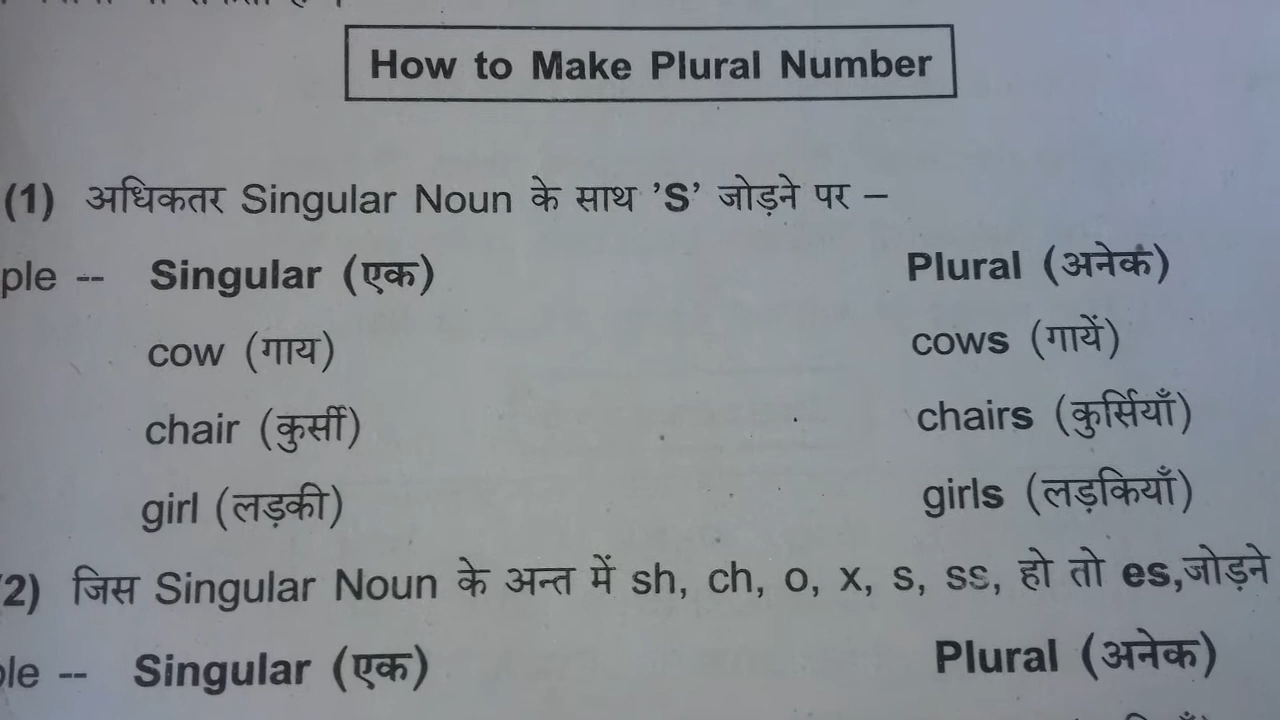 How to Make Plural Number
(1) अधिकतर Singular Noun के साथ 'S' जोड़ने पर –
ple -- Singular (एक) Plural (अनेक)
cow (गाय) cows (गायें)
chair (कुर्सी) chairs (कुर्सियाँ)
girl (लड़की) girls (लड़कियाँ)
(2) जिस Singular Noun के अन्त में sh, ch, o, x, s, ss, हो तो es,जोड़ने
ple -- Singular (एक) Plural (अनेक)